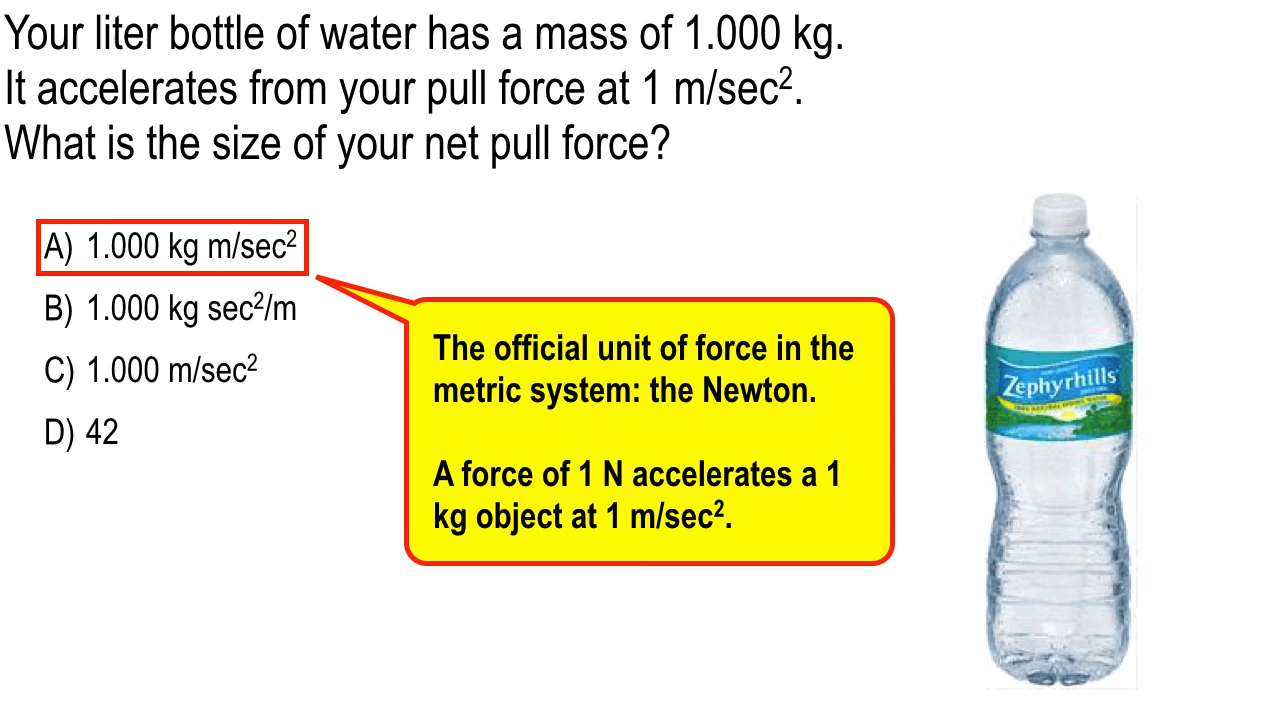 Your liter bottle of water has a mass of 1.000 kg.
It accelerates from your pull force at 1 m/sec².
What is the size of your net pull force?
A) 1.000 kg m/sec²
B) 1.000 kg sec²/m
C) 1.000 m/sec²
D) 42
The official unit of force in the
metric system: the Newton.
A force of 1 N accelerates a 1
kg object at 1 m/sec².
Zephyrhills